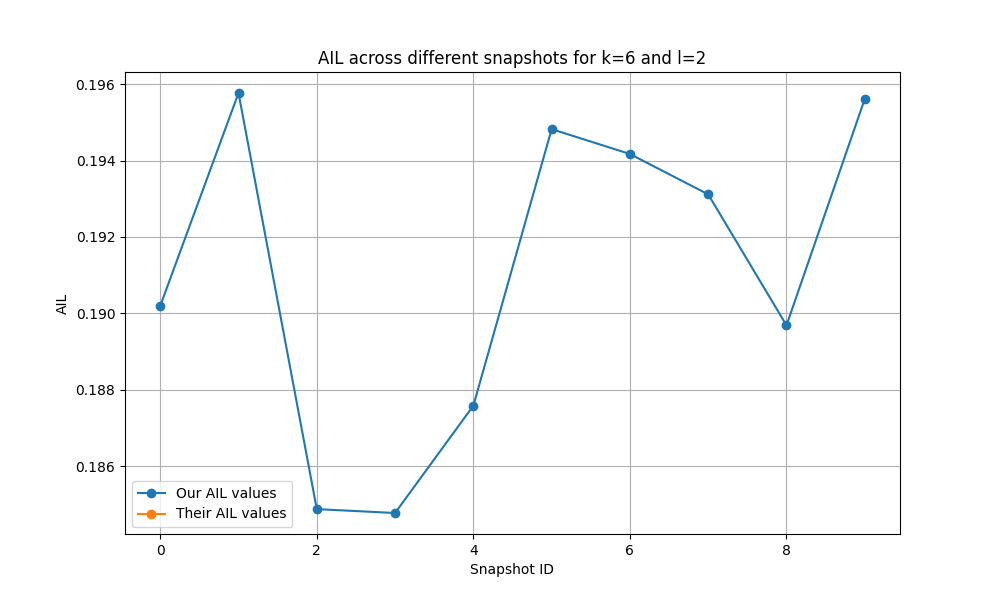 AIL across different snapshots for k=6 and l=2
0.196
0.194
0.192
0.190
0.188
0.186
AIL
Our AIL values
Their AIL values
0 2 4 6 8
Snapshot ID